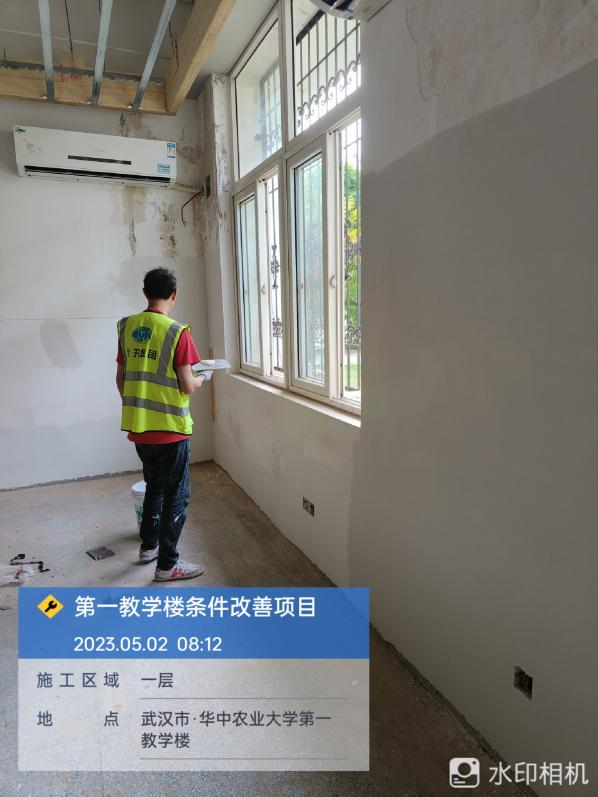 集团
第一教学楼条件改善项目
2023.05.02 08:12
施工区域 一层
地 点 武汉市·华中农业大学第一
教学楼
水印相机